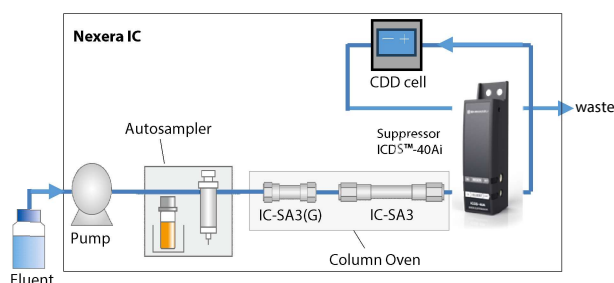 Nexera IC
CDD cell
waste
Autosampler
Suppressor
ICDS™-40Ai
IC-SA3(G)
IC-SA3
Pump
Column Oven
Eluent